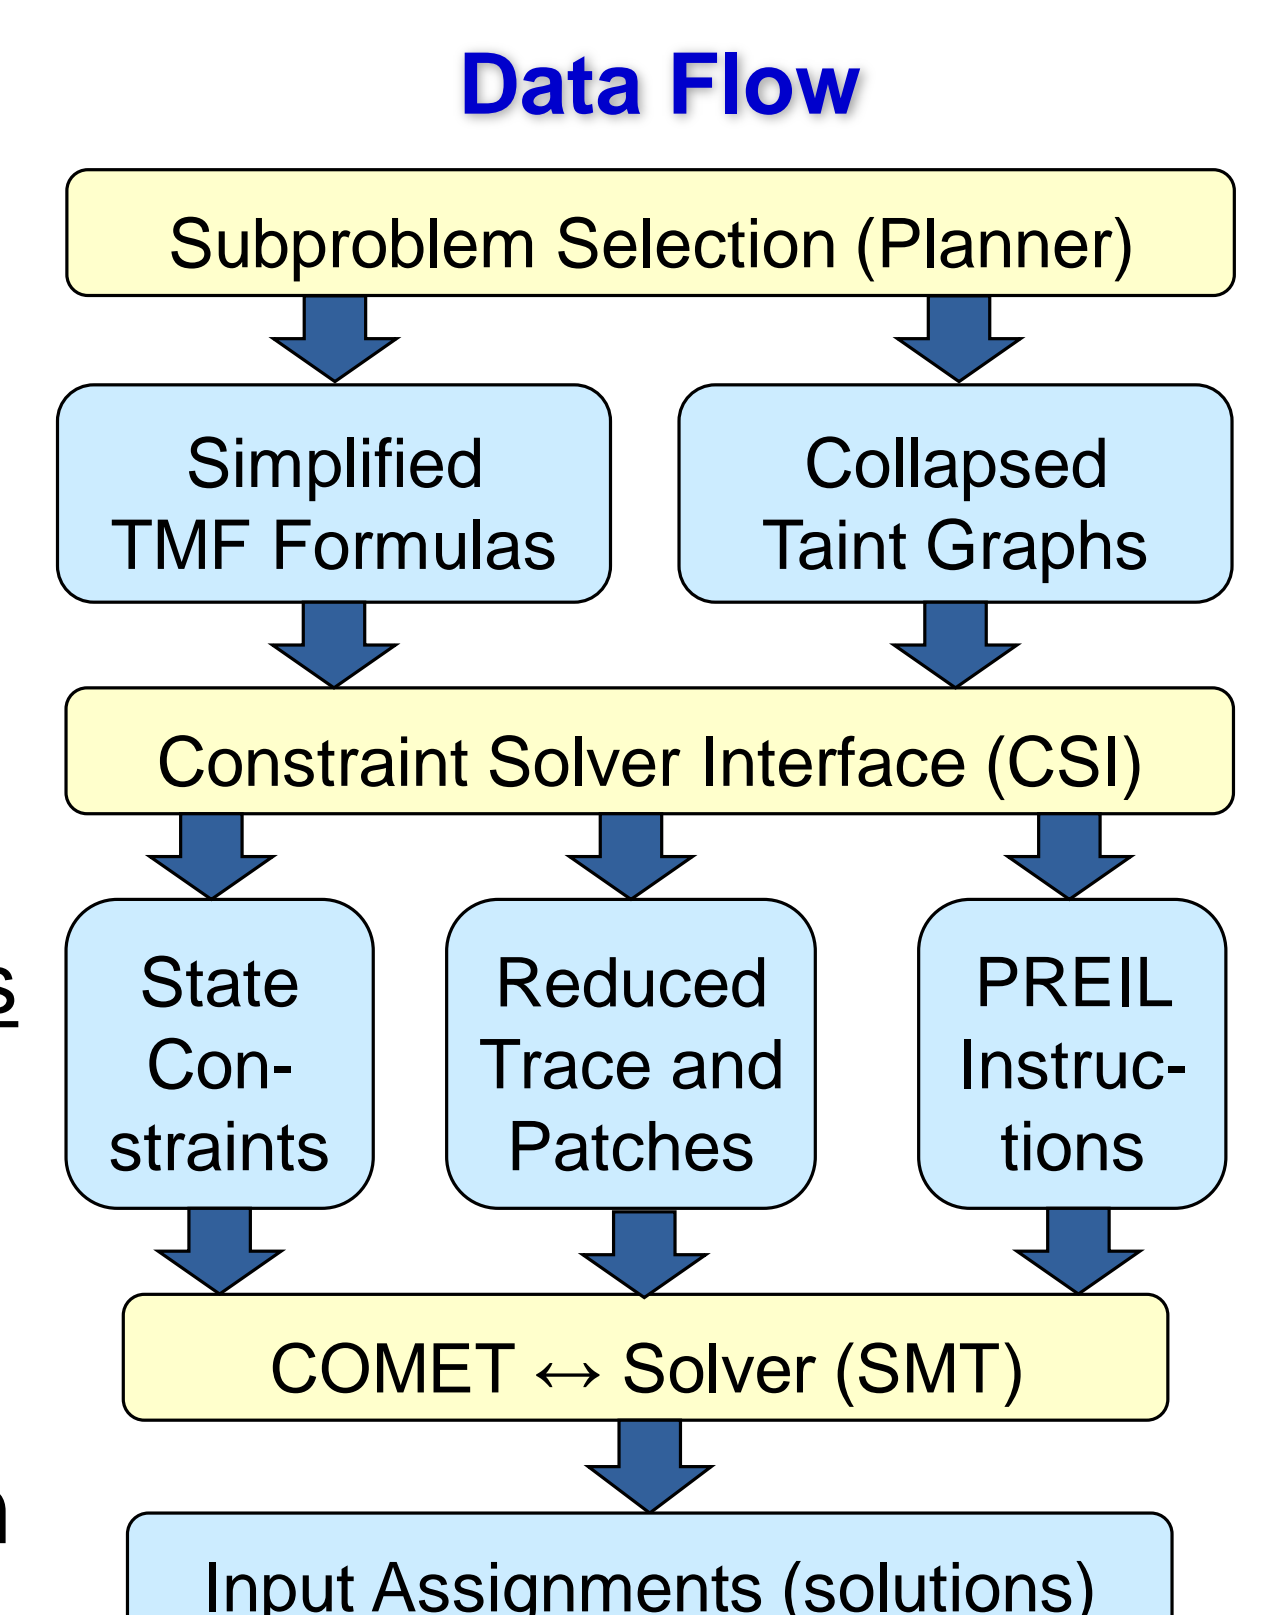 Data Flow
Subproblem Selection (Planner)
Simplified
TMF Formulas
Collapsed
Taint Graphs
Constraint Solver Interface (CSI)
State
Con-
straints
Reduced
Trace and
Patches
PREIL
Instruc-
tions
COMET ↔ Solver (SMT)
Input Assignments (solutions)